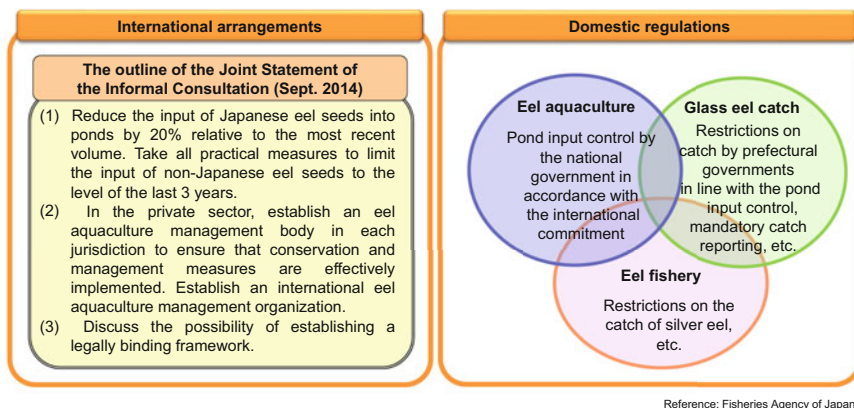 International arrangements
The outline of the Joint Statement of
the Informal Consultation (Sept. 2014)
(1) Reduce the input of Japanese eel seeds into
ponds by 20% relative to the most recent
volume. Take all practical measures to limit
the input of non-Japanese eel seeds to the
level of the last 3 years.
(2) In the private sector, establish an eel
aquaculture management body in each
jurisdiction to ensure that conservation and
management measures are effectively
implemented. Establish an international eel
aquaculture management organization.
(3) Discuss the possibility of establishing a
legally binding framework.
Domestic regulations
Eel aquaculture
Pond input control by
the national
government in
accordance with
the international
commitment
Glass eel catch
Restrictions on
catch by prefectural
governments
in line with the pond
input control,
mandatory catch
reporting, etc.
Eel fishery
Restrictions on the
catch of silver eel,
etc.
Reference: Fisheries Agency of Japan